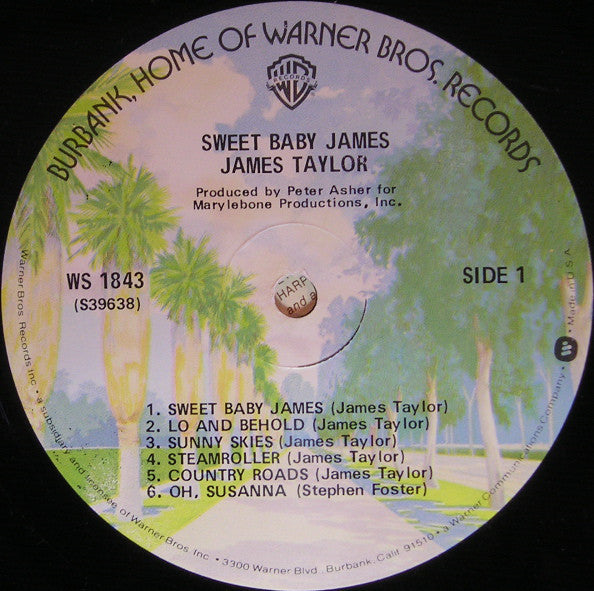 BURBANK, HOME OF WARNER BROS. RECORDS
RECORDS
SWEET BABY JAMES
JAMES TAYLOR
Produced by Peter Asher for
Marylebone Productions, Inc.
WS 1843
(S39638)
SIDE 1
HARP
and a
1. SWEET BABY JAMES (James Taylor)
2. LO AND BEHOLD (James Taylor)
3. SUNNY SKIES (James Taylor)
4. STEAMROLLER (James Taylor)
5. COUNTRY ROADS (James Taylor)
6. OH, SUSANNA (Stephen Foster)
Warner Bros. Records Inc. • a subsidiary and licensee of Warner Bros. Inc. • 3300 Warner Blvd., Burbank, Calif. 91510 • a Warner Communications Company. • Made in U.S.A.